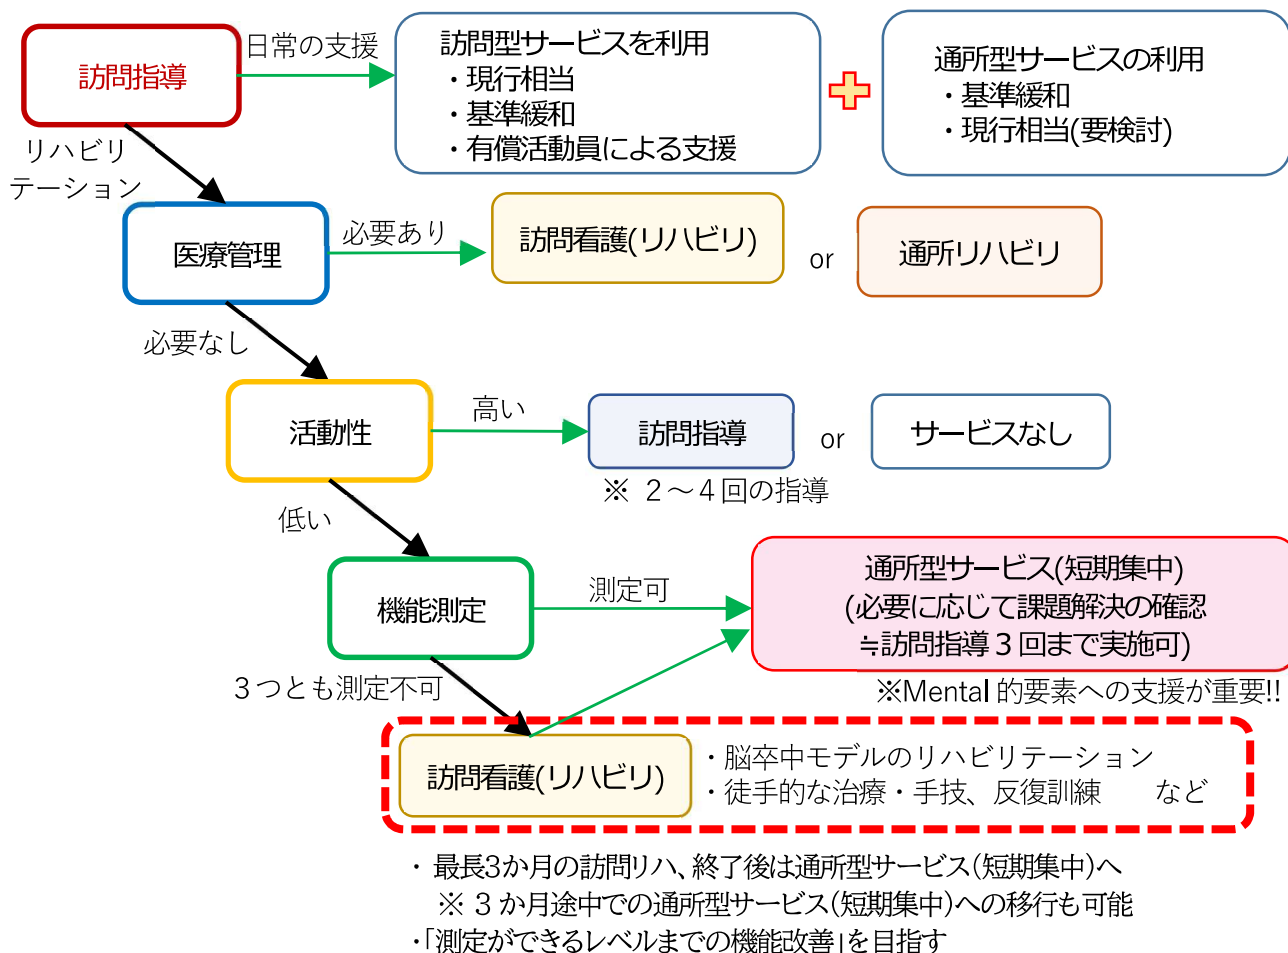 日常の支援
訪問指導
訪問型サービスを利用
・現行相当
・基準緩和
・有償活動員による支援
通所型サービスの利用
・基準緩和
・現行相当(要検討)
リハビリ
テーション
医療管理
必要あり
訪問看護(リハビリ)
or
通所リハビリ
必要なし
活動性
高い
訪問指導
or
サービスなし
※ 2～4回の指導
低い
機能測定
測定可
通所型サービス(短期集中)
(必要に応じて課題解決の確認
≒訪問指導3回まで実施可)
※Mental的要素への支援が重要!!
3つとも測定不可
訪問看護(リハビリ)
・脳卒中モデルのリハビリテーション
・徒手的な治療・手技、反復訓練　　など
・最長3か月の訪問リハ、終了後は通所型サービス(短期集中)へ
※ 3か月途中での通所型サービス(短期集中)への移行も可能
・「測定ができるレベルまでの機能改善」を目指す